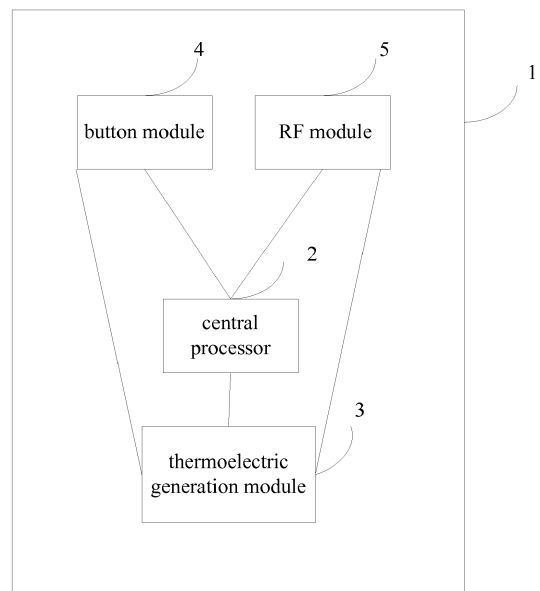 4
5
1
button module
RF module
2
central
processor
3
thermoelectric
generation module